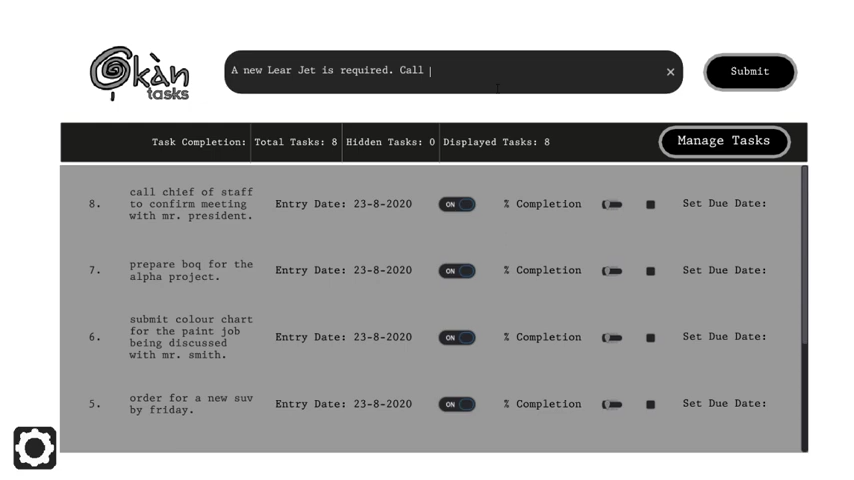 Okàn
tasks
A new Lear Jet is required. Call
Submit
Task Completion: Total Tasks: 8 Hidden Tasks: 0 Displayed Tasks: 8
Manage Tasks
8. call chief of staff
to confirm meeting
with mr. president.
Entry Date: 23-8-2020 ON % Completion Set Due Date:
7. prepare boq for the
alpha project.
Entry Date: 23-8-2020 ON % Completion Set Due Date:
6. submit colour chart
for the paint job
being discussed
with mr. smith.
Entry Date: 23-8-2020 ON % Completion Set Due Date:
5. order for a new suv
by friday.
Entry Date: 23-8-2020 ON % Completion Set Due Date: